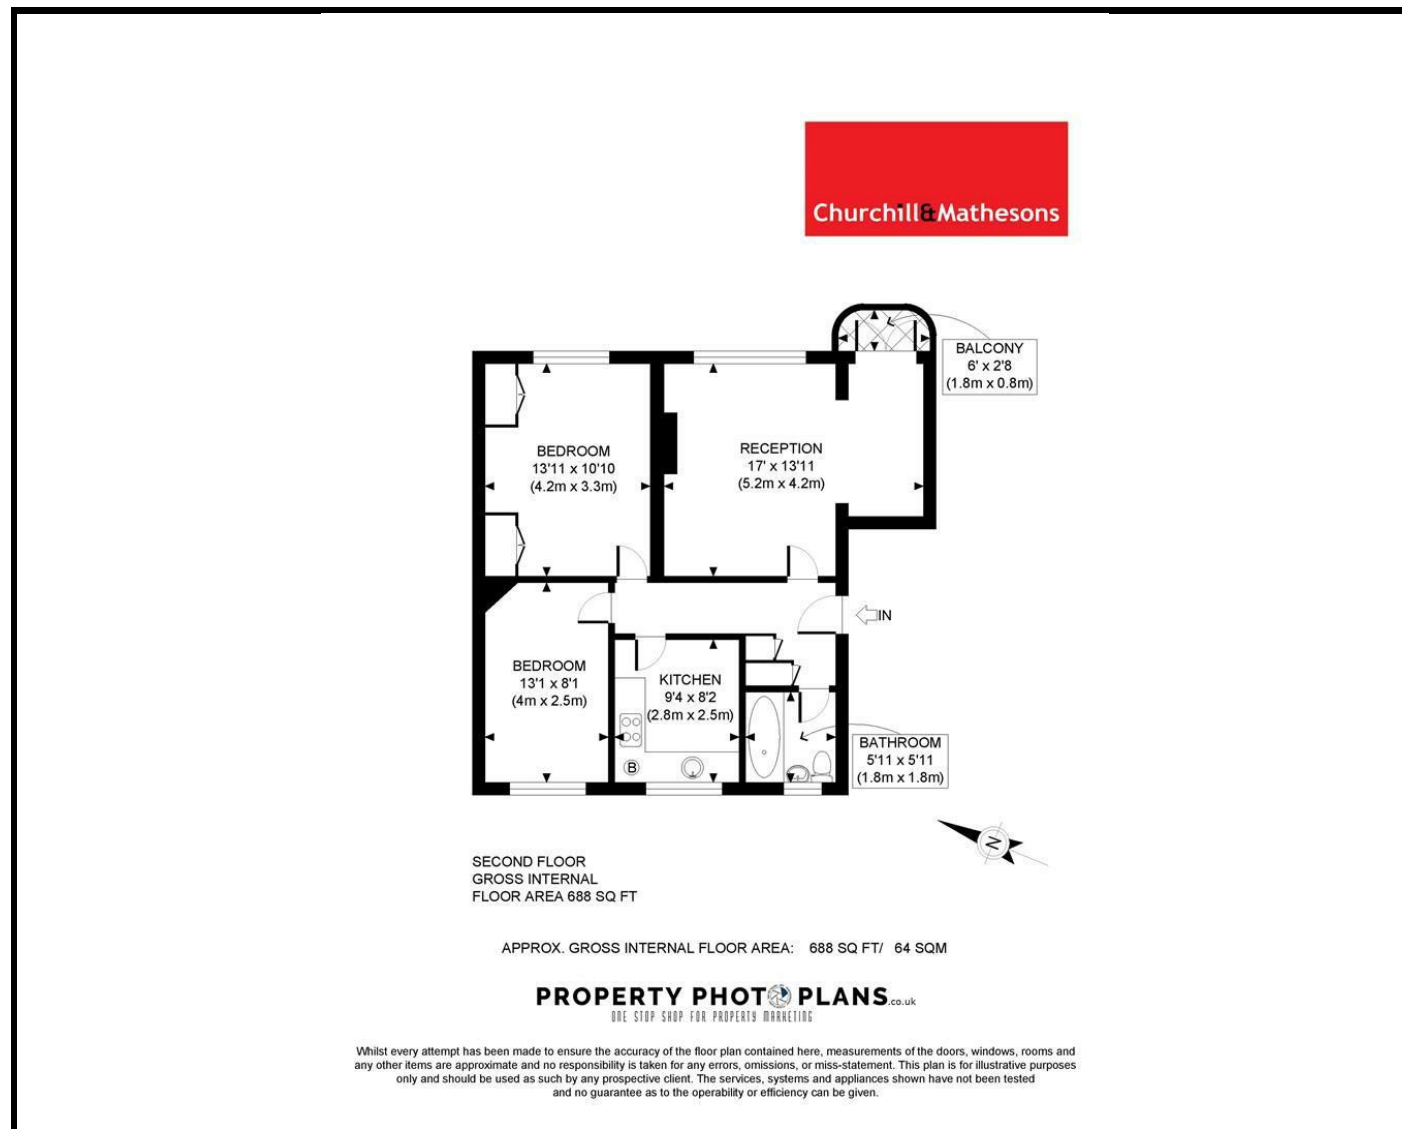 Churchill&Mathesons
BALCONY
6' x 2'8
(1.8m x 0.8m)
BEDROOM
13'11 x 10'10
(4.2m x 3.3m)
RECEPTION
17' x 13'11
(5.2m x 4.2m)
IN
BEDROOM
13'1 x 8'1
(4m x 2.5m)
KITCHEN
9'4 x 8'2
(2.8m x 2.5m)
B
BATHROOM
5'11 x 5'11
(1.8m x 1.8m)
N
SECOND FLOOR
GROSS INTERNAL
FLOOR AREA 688 SQ FT
APPROX. GROSS INTERNAL FLOOR AREA: 688 SQ FT/ 64 SQM
PROPERTY PHOTO PLANS.co.uk
ONE STOP SHOP FOR PROPERTY MARKETING
Whilst every attempt has been made to ensure the accuracy of the floor plan contained here, measurements of the doors, windows, rooms and
any other items are approximate and no responsibility is taken for any errors, omissions, or miss-statement. This plan is for illustrative purposes
only and should be used as such by any prospective client. The services, systems and appliances shown have not been tested
and no guarantee as to the operability or efficiency can be given.